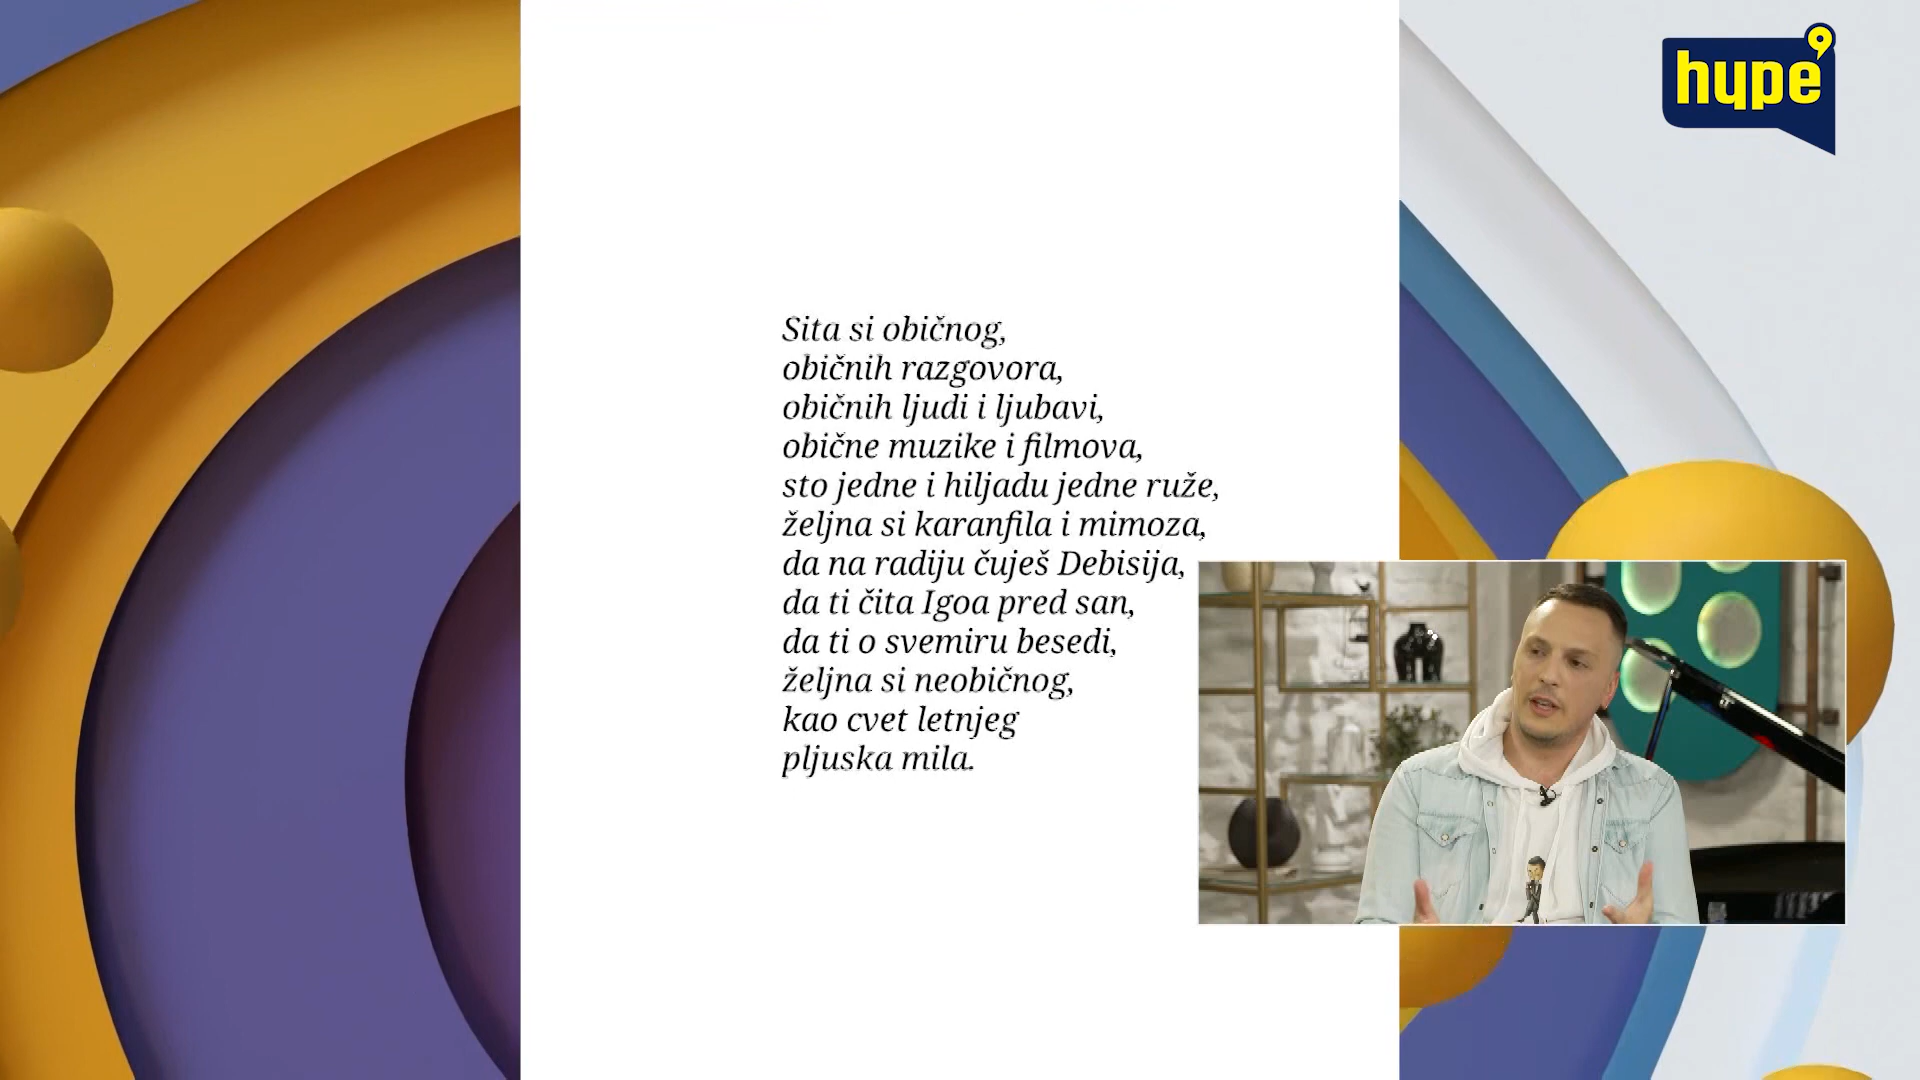 hype
9
Sita si običnog,
običnih razgovora,
običnih ljudi i ljubavi,
obične muzike i filmova,
sto jedne i hiljadu jedne ruže,
željna si karanfila i mimoza,
da na radiju čuješ Debisija,
da ti čita Igoa pred san,
da ti o svemiru besedi,
željna si neobičnog,
kao cvet letnjeg
pljuska mila.